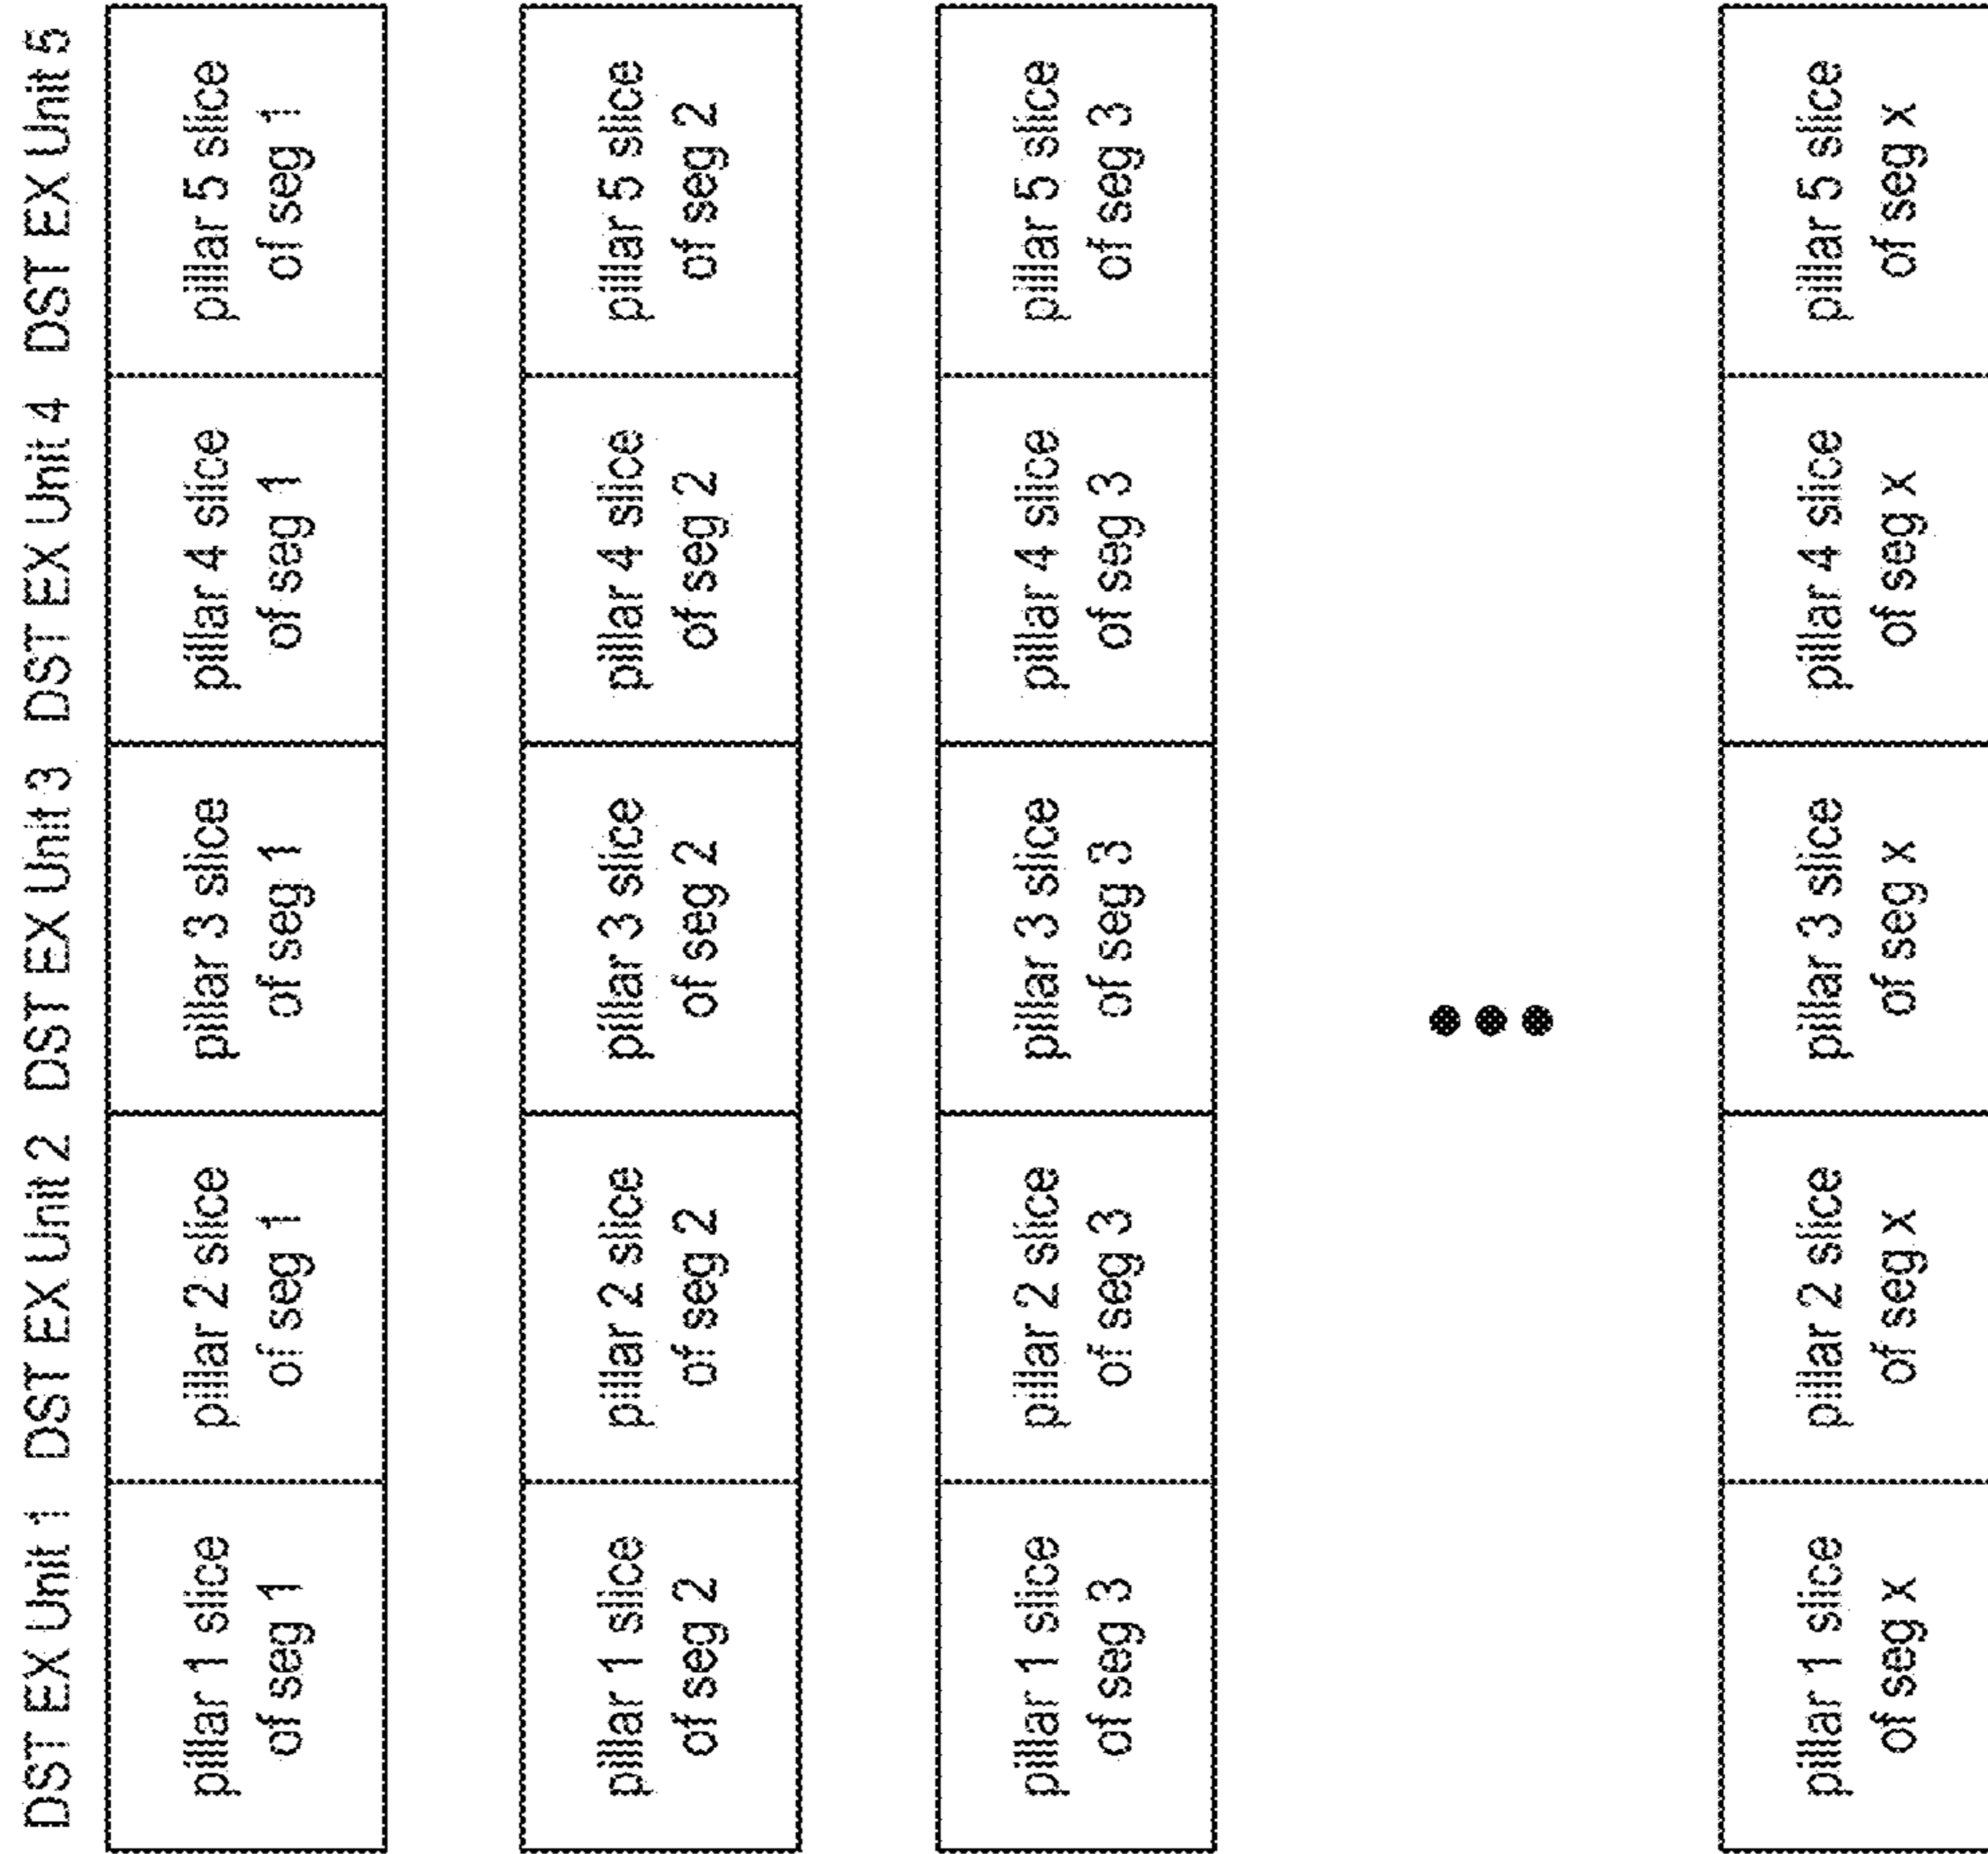 DST EX Unit 1 DST EX Unit 2 DST EX Unit 3 DST EX Unit 4 DST EX Unit 5
pillar 1 slice
of seg 1
pillar 2 slice
of seg 1
pillar 3 slice
of seg 1
pillar 4 slice
of seg 1
pillar 5 slice
of seg 1
pillar 1 slice
of seg 2
pillar 2 slice
of seg 2
pillar 3 slice
of seg 2
pillar 4 slice
of seg 2
pillar 5 slice
of seg 2
pillar 1 slice
of seg 3
pillar 2 slice
of seg 3
pillar 3 slice
of seg 3
pillar 4 slice
of seg 3
pillar 5 slice
of seg 3
pillar 1 slice
of seg x
pillar 2 slice
of seg x
pillar 3 slice
of seg x
pillar 4 slice
of seg x
pillar 5 slice
of seg x